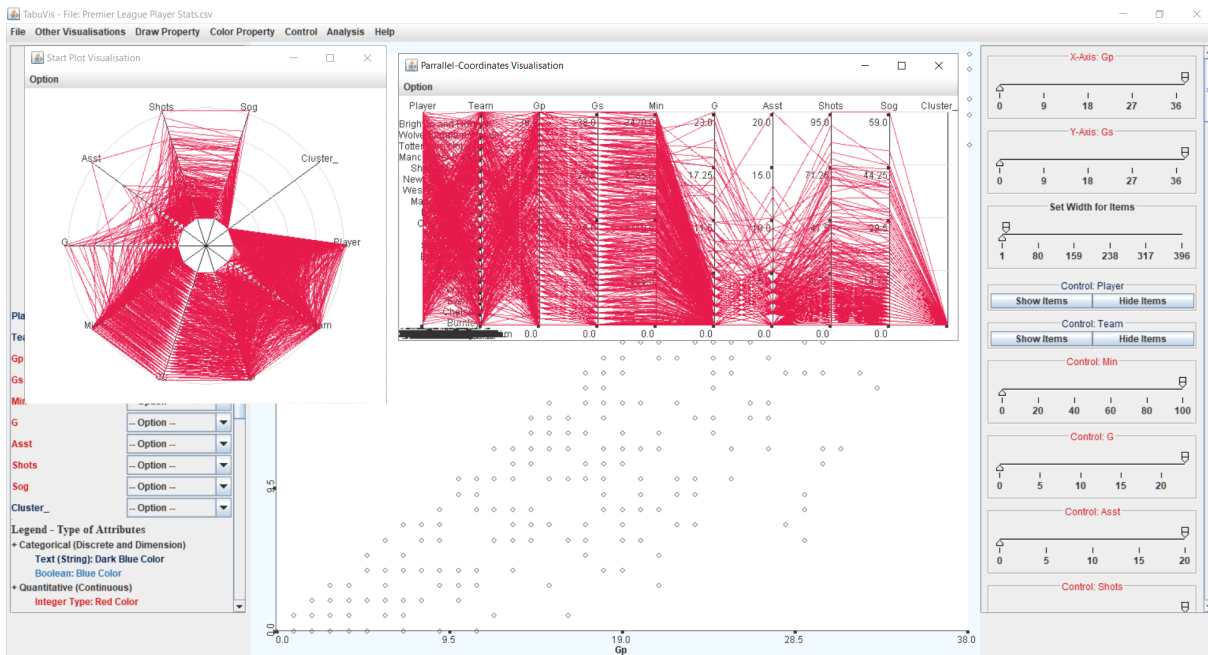 TabuVis - File: Premier League Player Stats.csv
File Other Visualisations Draw Property Color Property Control Analysis Help
Start Plot Visualisation
Option
Shots
Sog
Asst
Cluster_
G
Player
Parrallel-Coordinates Visualisation
Option
Player Team Gp Gs Min G Asst Shots Sog Cluster_
23.0 20.0 95.0 59.0
17.25 15.0 71.25 44.25
0.0 0.0 0.0 0.0 0.0 0.0 0.0
Gp
Gs
G
-- Option --
Asst
-- Option --
Shots
-- Option --
Sog
-- Option --
Cluster_
-- Option --
Legend - Type of Attributes
+ Categorical (Discrete and Dimension)
Text (String): Dark Blue Color
Boolean: Blue Color
+ Quantitative (Continuous)
Integer Type: Red Color
9.5
0.0
0.0 9.5 19.0 28.5 38.0
Gp
X-Axis: Gp
0 9 18 27 36
Y-Axis: Gs
0 9 18 27 36
Set Width for Items
1 80 159 238 317 396
Control: Player
Show Items Hide Items
Control: Team
Show Items Hide Items
Control: Min
0 20 40 60 80 100
Control: G
0 5 10 15 20
Control: Asst
0 5 10 15 20
Control: Shots